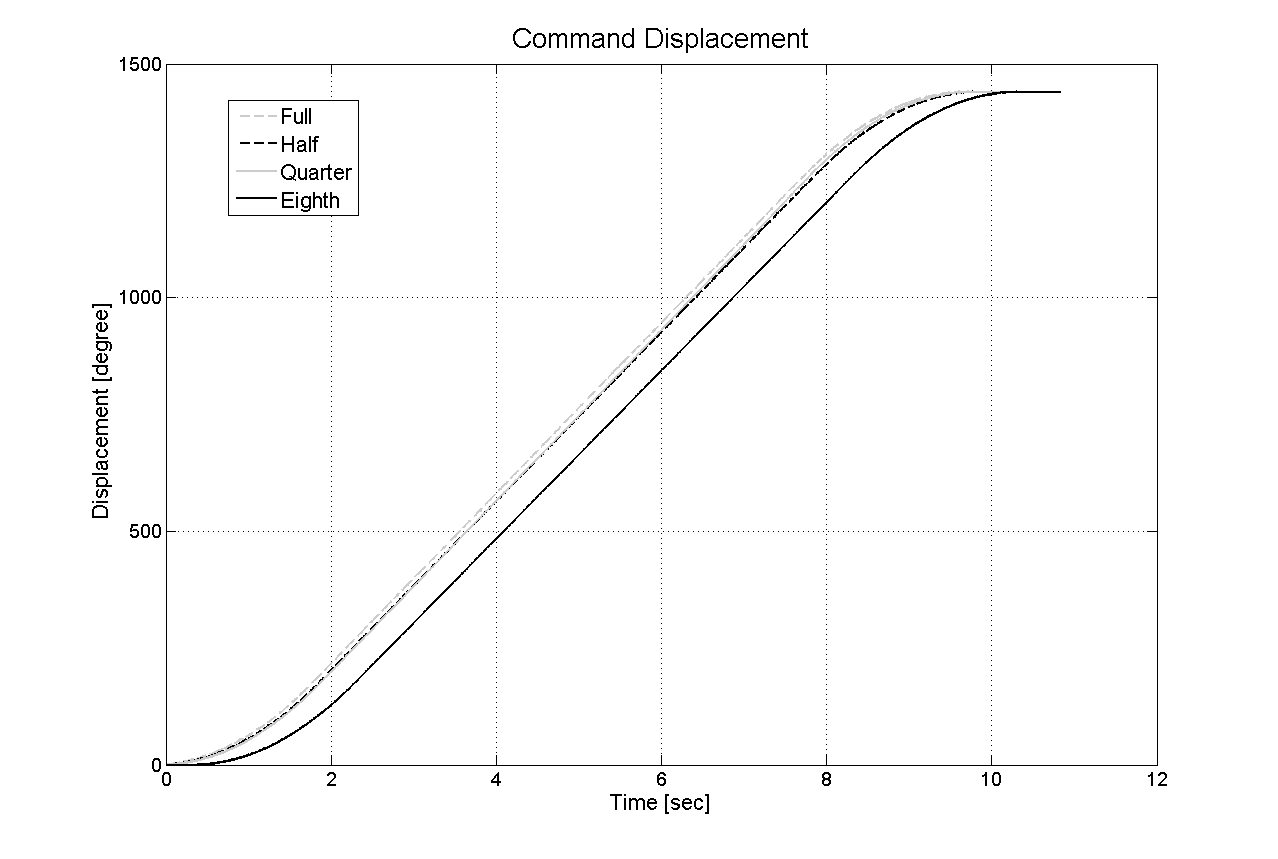 Command Displacement
1500
Full
Half
Quarter
Eighth
1000
Displacement [degree]
500
0
0 2 4 6 8 10 12
Time [sec]